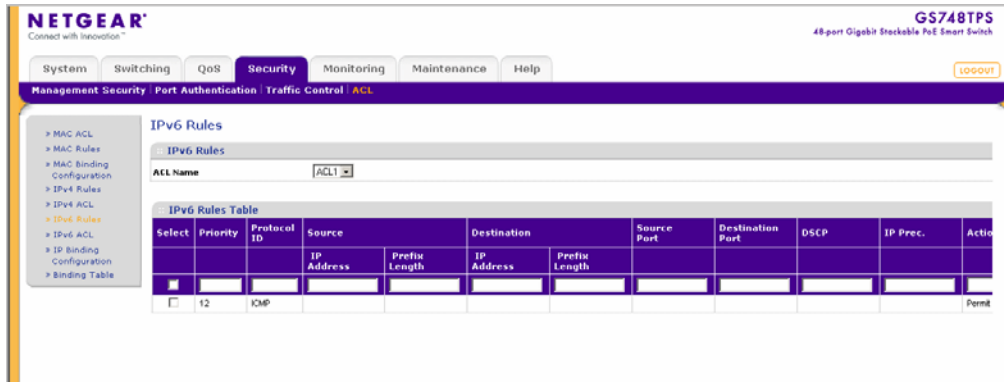 NETGEAR
Connect with Innovation™
GS748TPS
48-port Gigabit Stackable PoE Smart Switch
System Switching QoS Security Monitoring Maintenance Help
LOGOUT
Management Security Port Authentication Traffic Control ACL
MAC ACL
MAC Rules
MAC Binding
Configuration
IPv4 Rules
IPv4 ACL
IPv6 Rules
IPv6 ACL
IP Binding
Configuration
Binding Table
IPv6 Rules
IPv6 Rules
ACL Name ACL1
IPv6 Rules Table
Select Priority Protocol ID Source Destination Source Port Destination Port DSCP IP Prec. Actio
IP Address Prefix Length IP Address Prefix Length
12 ICMP Permit